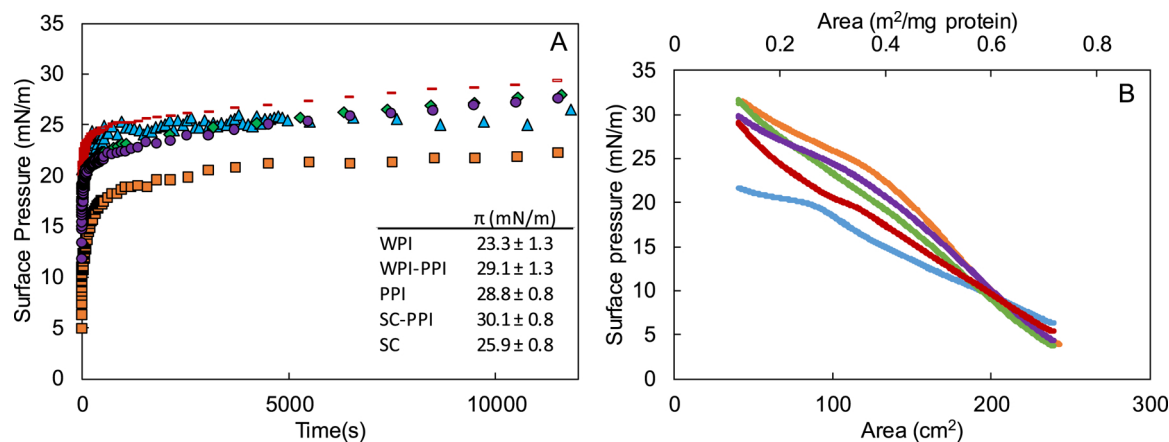 A
35
30
25
20
15
10
5
0
Surface Pressure (mN/m)
0 5000 10000
Time(s)
π (mN/m)
WPI 23.3 ± 1.3
WPI-PPI 29.1 ± 1.3
PPI 28.8 ± 0.8
SC-PPI 30.1 ± 0.8
SC 25.9 ± 0.8
Area (m²/mg protein)
0 0.2 0.4 0.6 0.8
B
35
30
25
20
15
10
5
0
Surface pressure (mN/m)
0 100 200 300
Area (cm²)